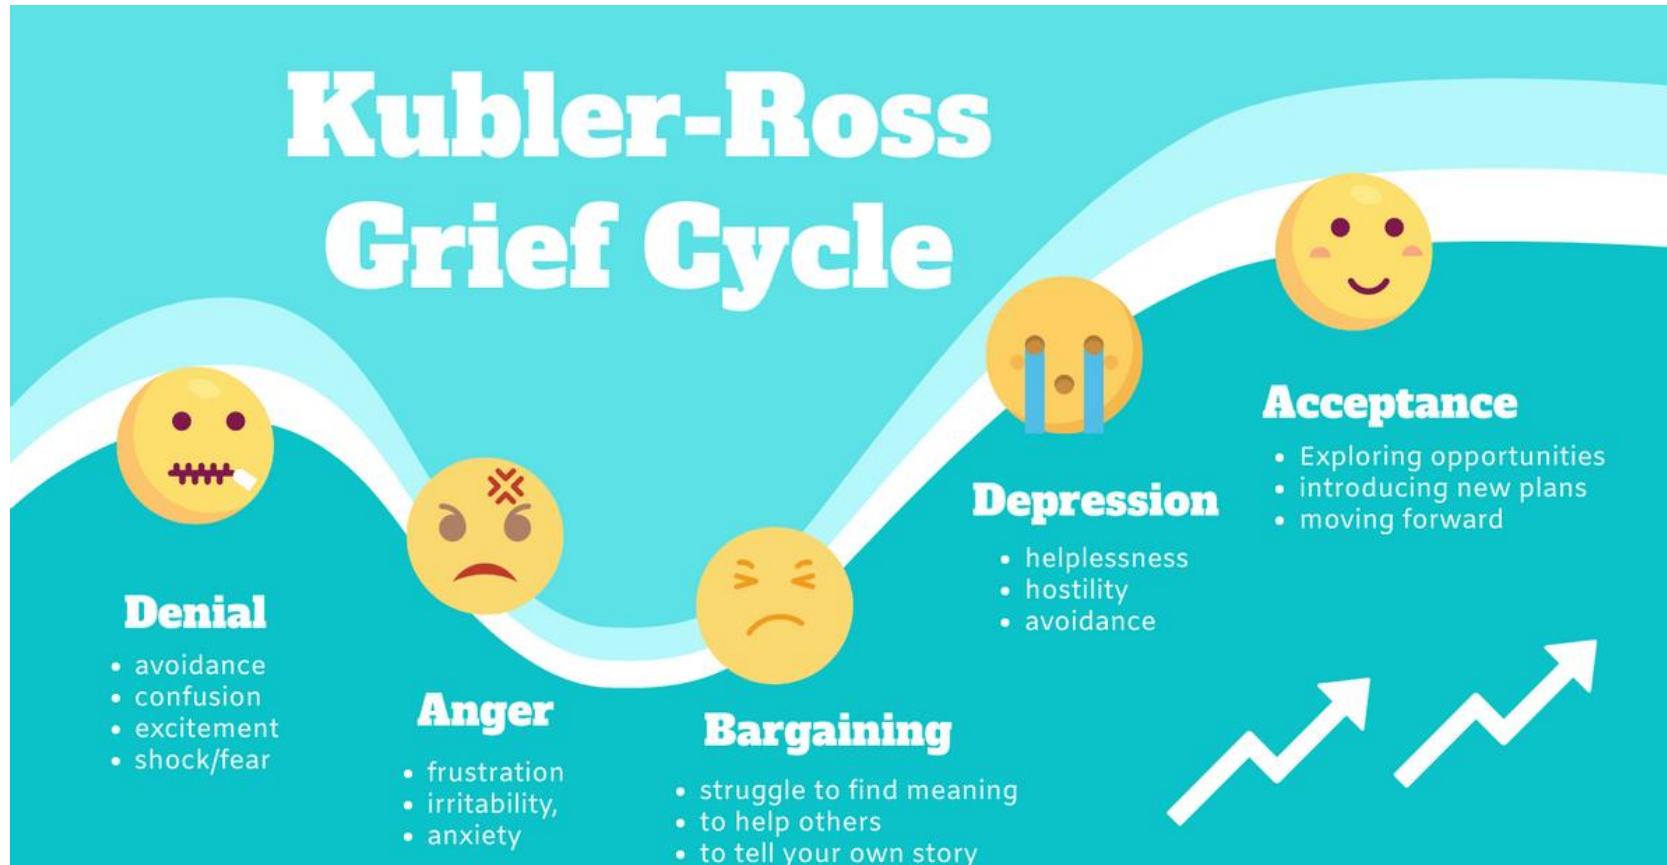 Kubler-Ross
Grief Cycle
Denial
• avoidance
• confusion
• excitement
• shock/fear
Anger
• frustration
• irritability,
• anxiety
Bargaining
• struggle to find meaning
• to help others
• to tell your own story
Depression
• helplessness
• hostility
• avoidance
Acceptance
• Exploring opportunities
• introducing new plans
• moving forward